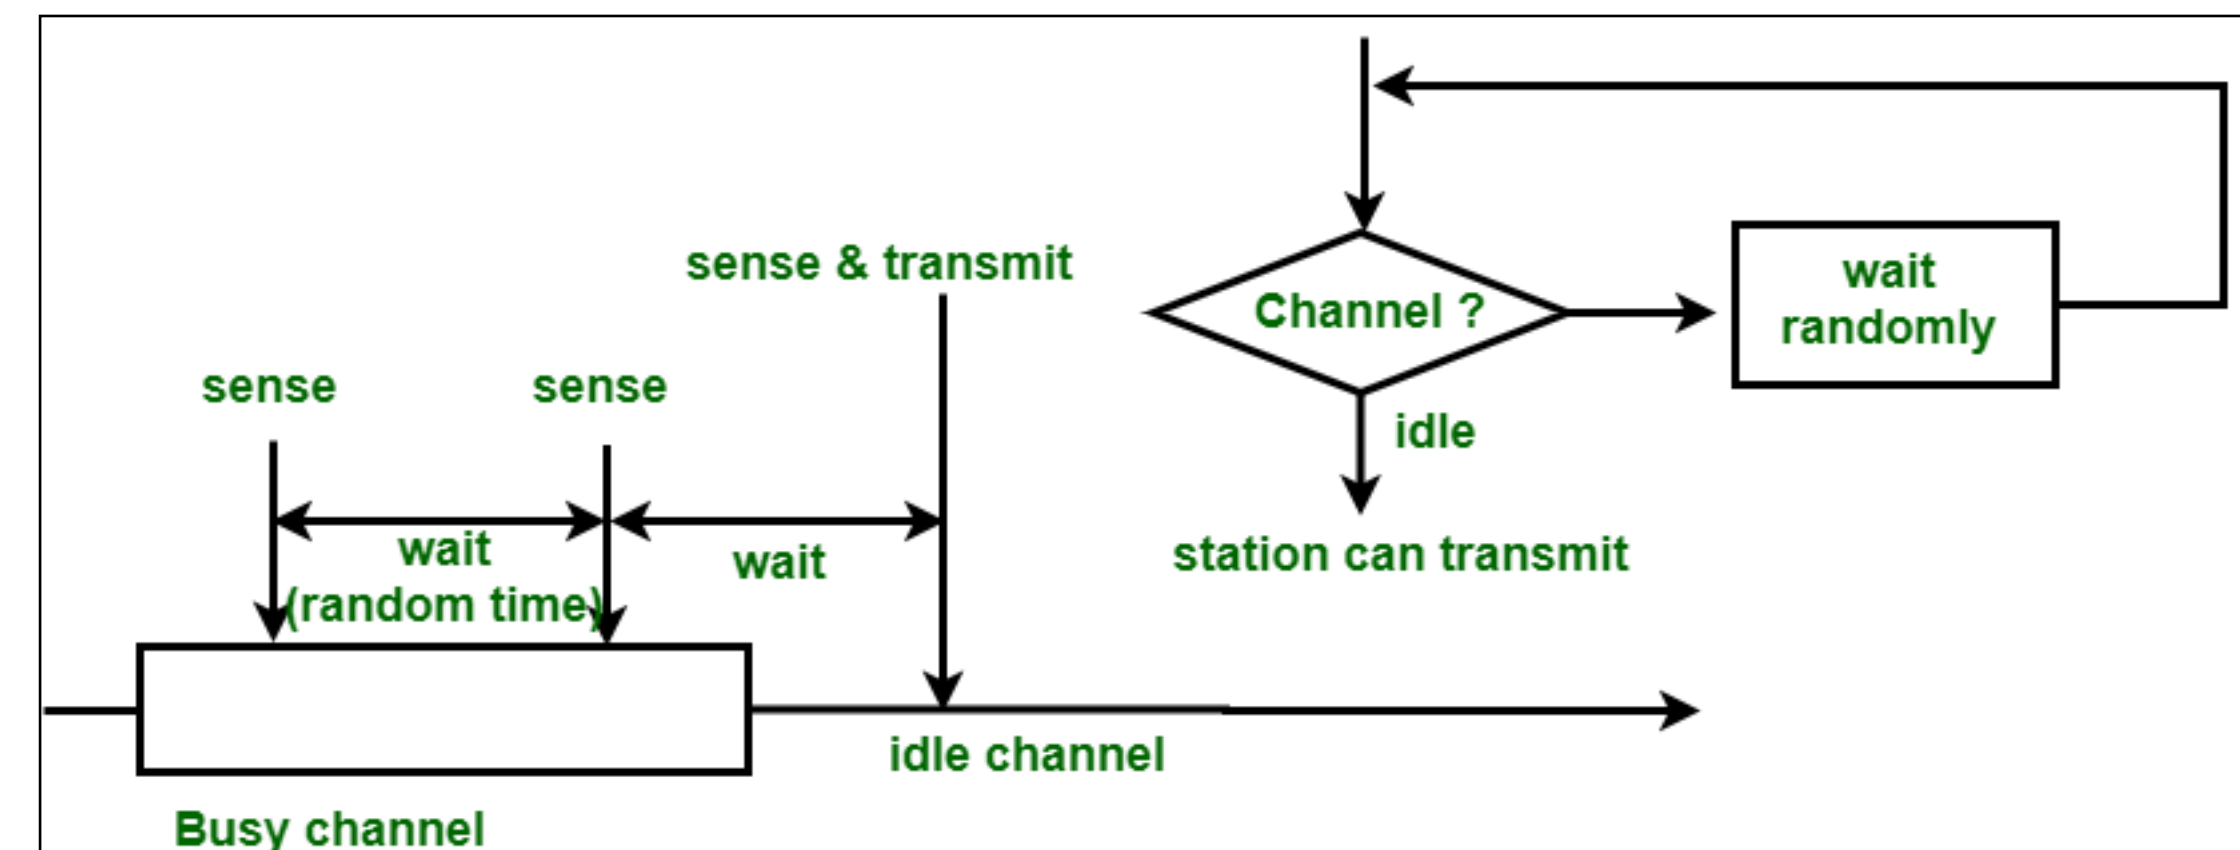 sense & transmit
sense
sense
wait
(random time)
wait
idle channel
Busy channel
Channel ?
wait
randomly
idle
station can transmit